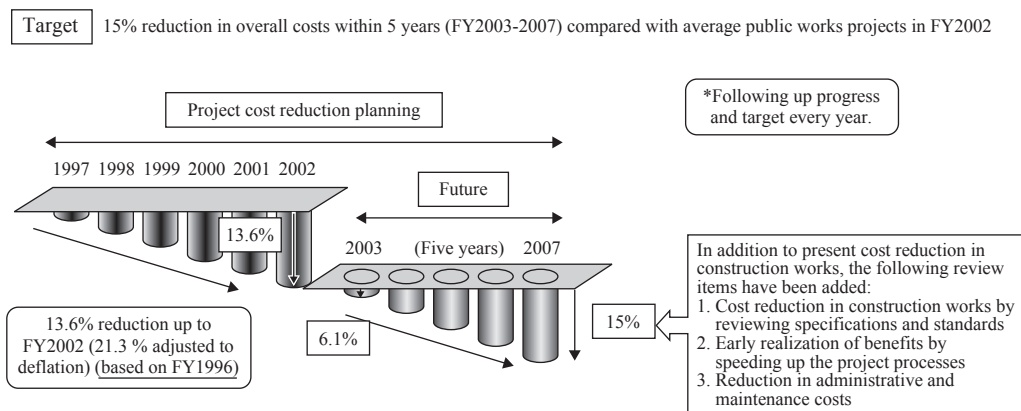 Target 15% reduction in overall costs within 5 years (FY2003-2007) compared with average public works projects in FY2002
Project cost reduction planning
*Following up progress
and target every year.
1997 1998 1999 2000 2001 2002
Future
13.6%
2003 (Five years) 2007
13.6% reduction up to
FY2002 (21.3 % adjusted to
deflation) (based on FY1996)
6.1%
15%
In addition to present cost reduction in
construction works, the following review
items have been added:
1. Cost reduction in construction works by
reviewing specifications and standards
2. Early realization of benefits by
speeding up the project processes
3. Reduction in administrative and
maintenance costs